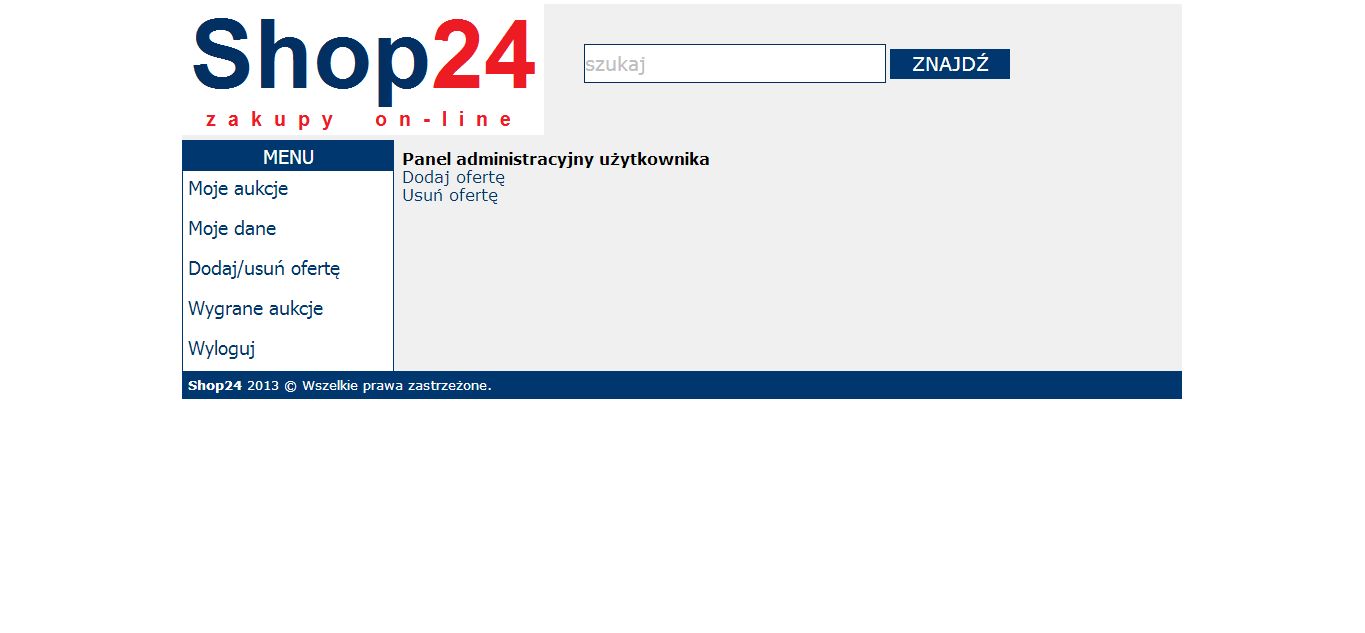 Shop24
zakupy on-line
szukaj
ZNAJDŹ
MENU
Moje aukcje
Moje dane
Dodaj/usuń ofertę
Wygrane aukcje
Wyloguj
Panel administracyjny użytkownika
Dodaj ofertę
Usuń ofertę
Shop24 2013 © Wszelkie prawa zastrzeżone.